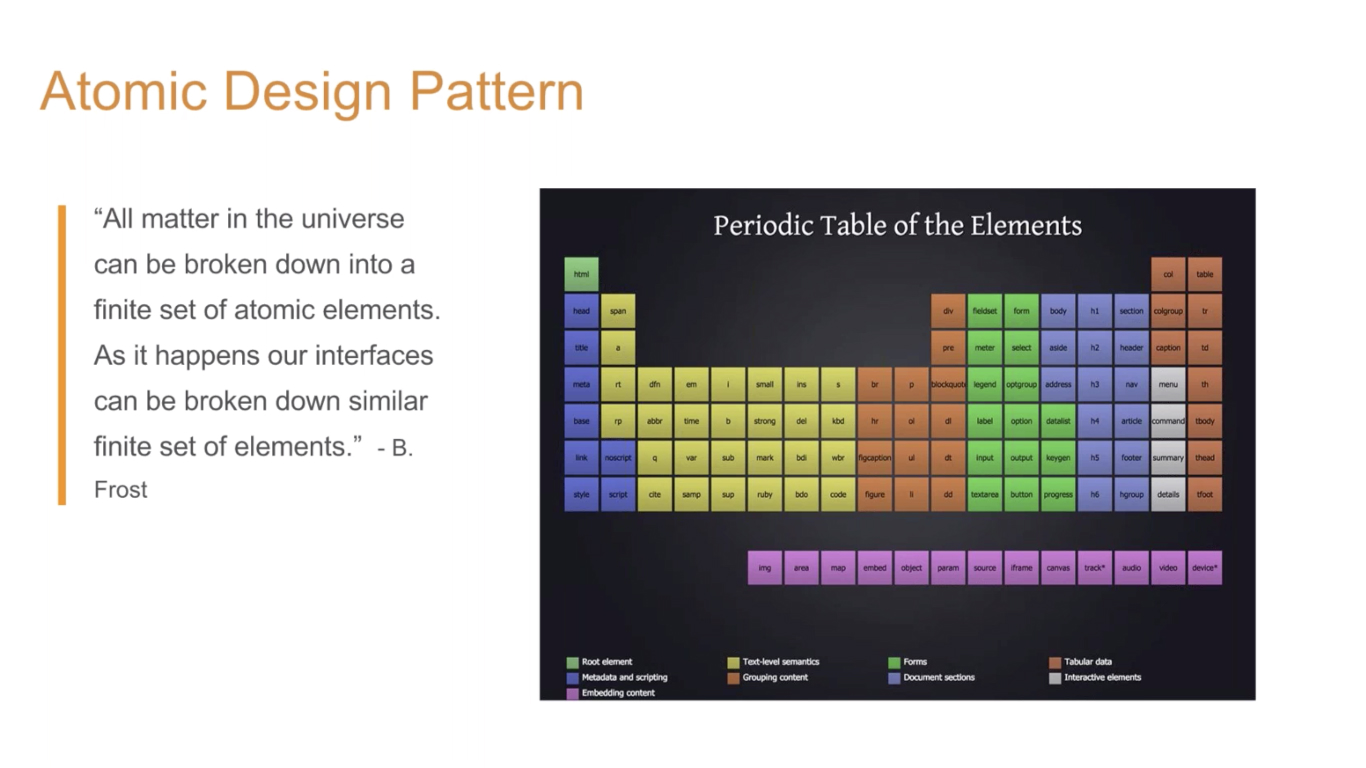 Atomic Design Pattern
“All matter in the universe
can be broken down into a
finite set of atomic elements.
As it happens our interfaces
can be broken down similar
finite set of elements.” - B.
Frost
Periodic Table of the Elements
html col table
head span div fieldset form body h1 section colgroup tr
title a pre meter select aside h2 header caption td
meta rt dfn em i small ins s br p blockquote legend optgroup address h3 nav menu th
base rp abbr time b strong del kbd hr ol dl label option datalist h4 article command tbody
link noscript q var sub mark bdi wbr figcaption ul dt input output keygen h5 footer summary thead
style script cite samp sup ruby bdo code figure li dd textarea button progress h6 hgroup details tfoot
img area map embed object param source iframe canvas track* audio video device*
Root element Text-level semantics Forms Tabular data
Metadata and scripting Grouping content Document sections Interactive elements
Embedding content